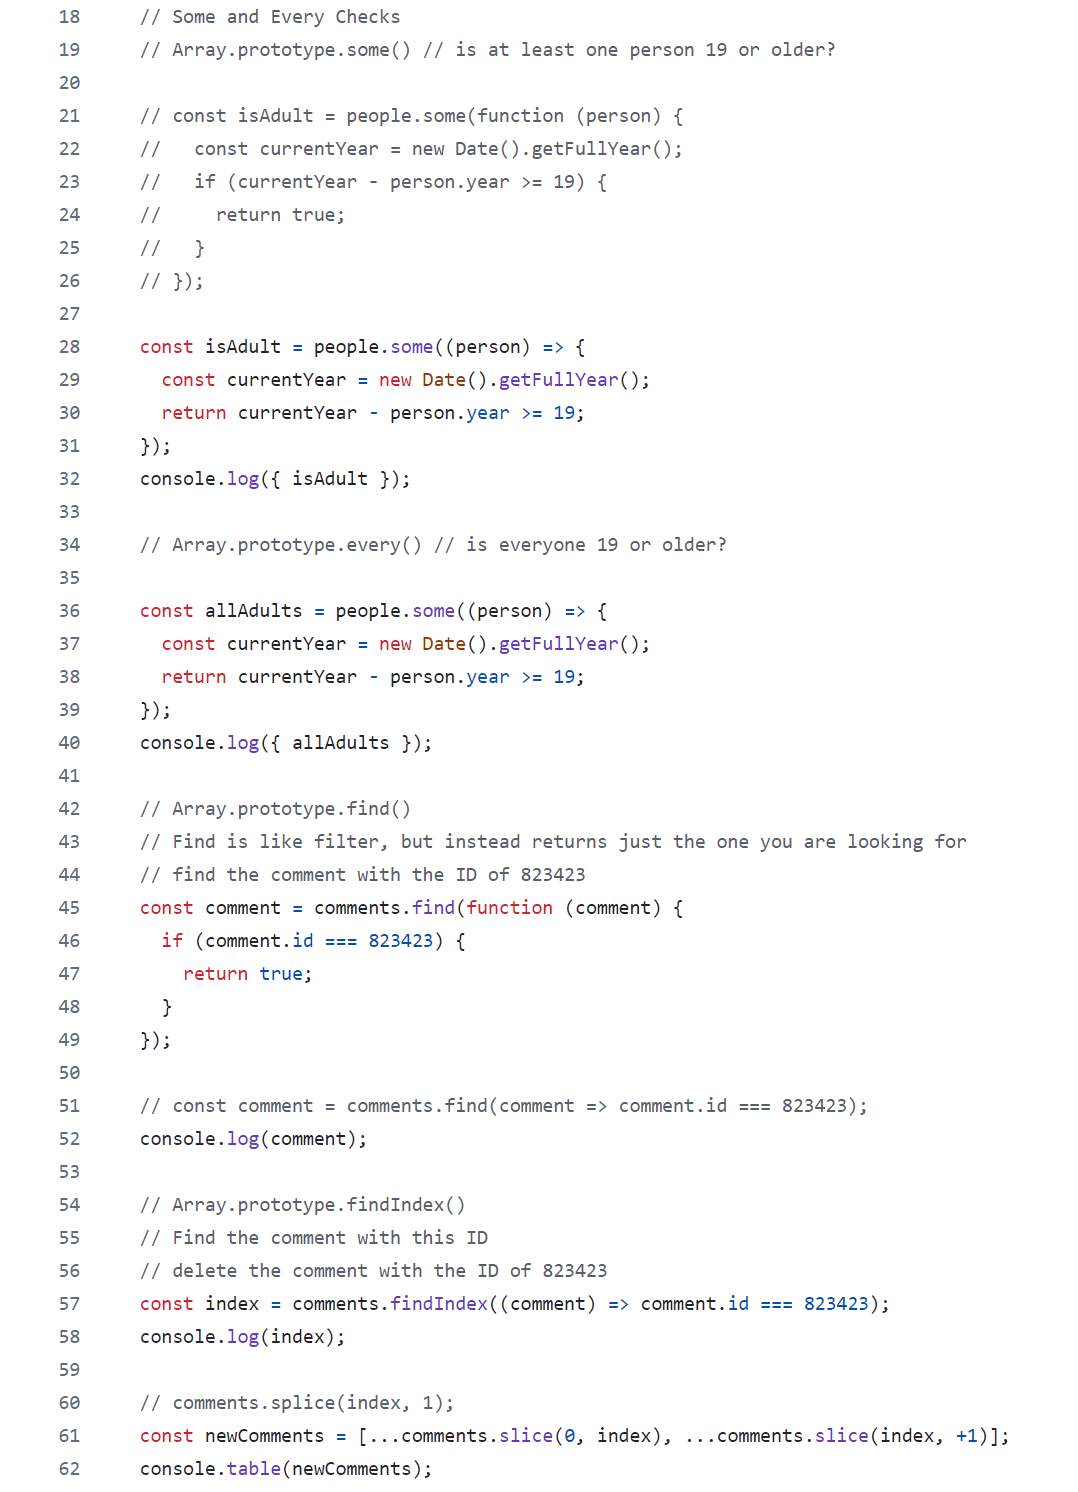 18 // Some and Every Checks
19 // Array.prototype.some() // is at least one person 19 or older?
20
21 // const isAdult = people.some(function (person) {
22 //   const currentYear = new Date().getFullYear();
23 //   if (currentYear - person.year >= 19) {
24 //     return true;
25 //   }
26 // });
27
28 const isAdult = people.some((person) => {
29   const currentYear = new Date().getFullYear();
30   return currentYear - person.year >= 19;
31 });
32 console.log({ isAdult });
33
34 // Array.prototype.every() // is everyone 19 or older?
35
36 const allAdults = people.some((person) => {
37   const currentYear = new Date().getFullYear();
38   return currentYear - person.year >= 19;
39 });
40 console.log({ allAdults });
41
42 // Array.prototype.find()
43 // Find is like filter, but instead returns just the one you are looking for
44 // find the comment with the ID of 823423
45 const comment = comments.find(function (comment) {
46   if (comment.id === 823423) {
47     return true;
48   }
49 });
50
51 // const comment = comments.find(comment => comment.id === 823423);
52 console.log(comment);
53
54 // Array.prototype.findIndex()
55 // Find the comment with this ID
56 // delete the comment with the ID of 823423
57 const index = comments.findIndex((comment) => comment.id === 823423);
58 console.log(index);
59
60 // comments.splice(index, 1);
61 const newComments = [...comments.slice(0, index), ...comments.slice(index, +1)];
62 console.table(newComments);